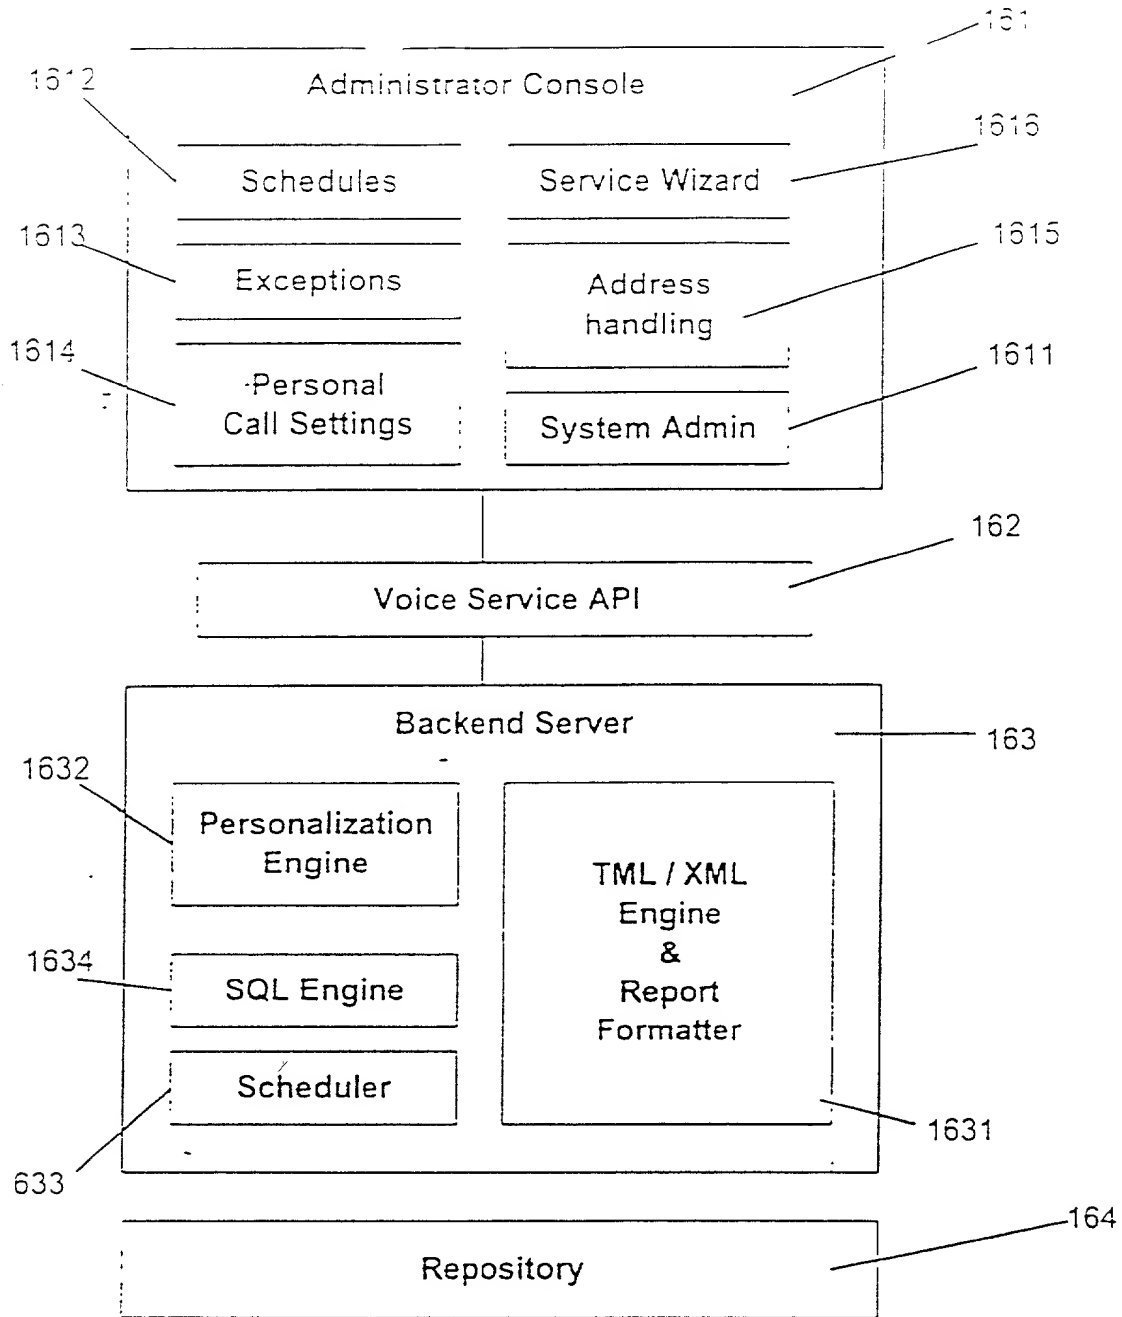 161
Administrator Console
1612
1616
Schedules
Service Wizard
1613
1615
Exceptions
Address
handling
1614
1611
Personal
Call Settings
System Admin
162
Voice Service API
Backend Server
163
1632
Personalization
Engine
TML / XML
Engine
&
Report
Formatter
1634
SQL Engine
Scheduler
1631
633
164
Repository